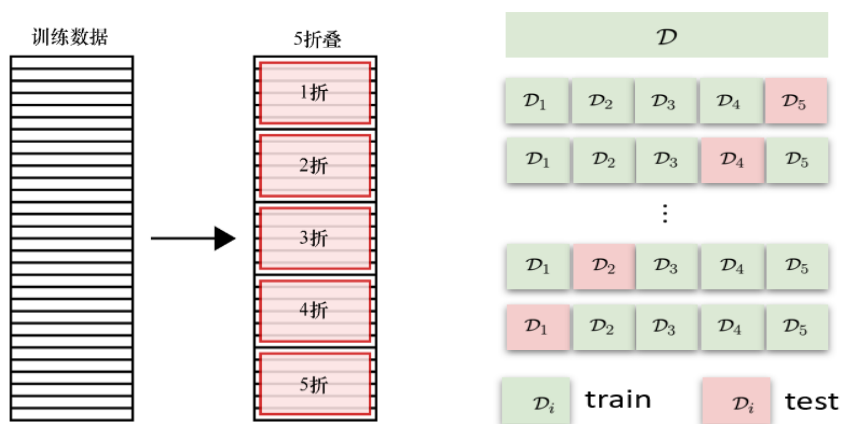 训练数据
5折叠
1折
2折
3折
4折
5折
𝒟
𝒟₁ 𝒟₂ 𝒟₃ 𝒟₄ 𝒟₅
𝒟₁ 𝒟₂ 𝒟₃ 𝒟₄ 𝒟₅
⋮
𝒟₁ 𝒟₂ 𝒟₃ 𝒟₄ 𝒟₅
𝒟₁ 𝒟₂ 𝒟₃ 𝒟₄ 𝒟₅
𝒟ᵢ train 𝒟ᵢ test